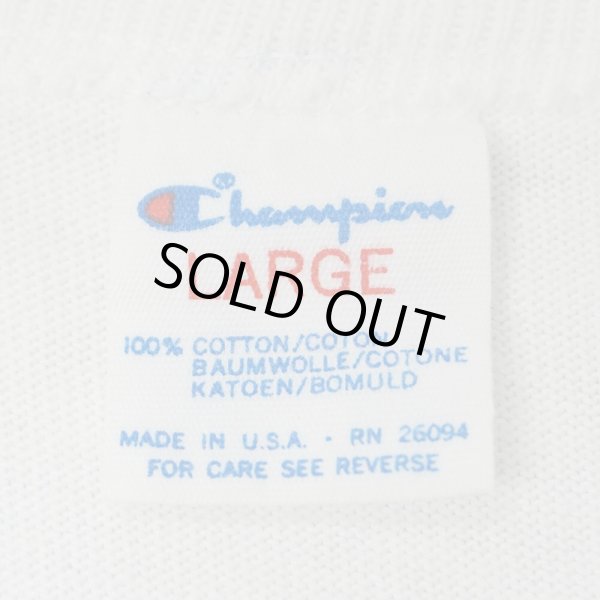 Champion
LARGE
SOLD OUT
100% COTTON/COTON
BAUMWOLLE/COTONE
KATOEN/BOMULD
MADE IN U.S.A. - RN 26094
FOR CARE SEE REVERSE